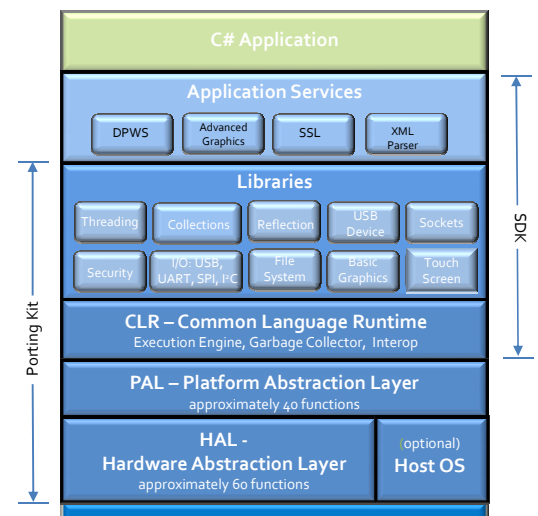 C# Application
Application Services
DPWS
Advanced
Graphics
SSL
XML
Parser
Libraries
Threading
Collections
Reflection
USB
Device
Sockets
Security
I/O: USB,
UART, SPI, I²C
File
System
Basic
Graphics
Touch
Screen
CLR – Common Language Runtime
Execution Engine, Garbage Collector, Interop
PAL – Platform Abstraction Layer
approximately 40 functions
HAL -
Hardware Abstraction Layer
approximately 60 functions
(optional)
Host OS
Porting Kit
SDK